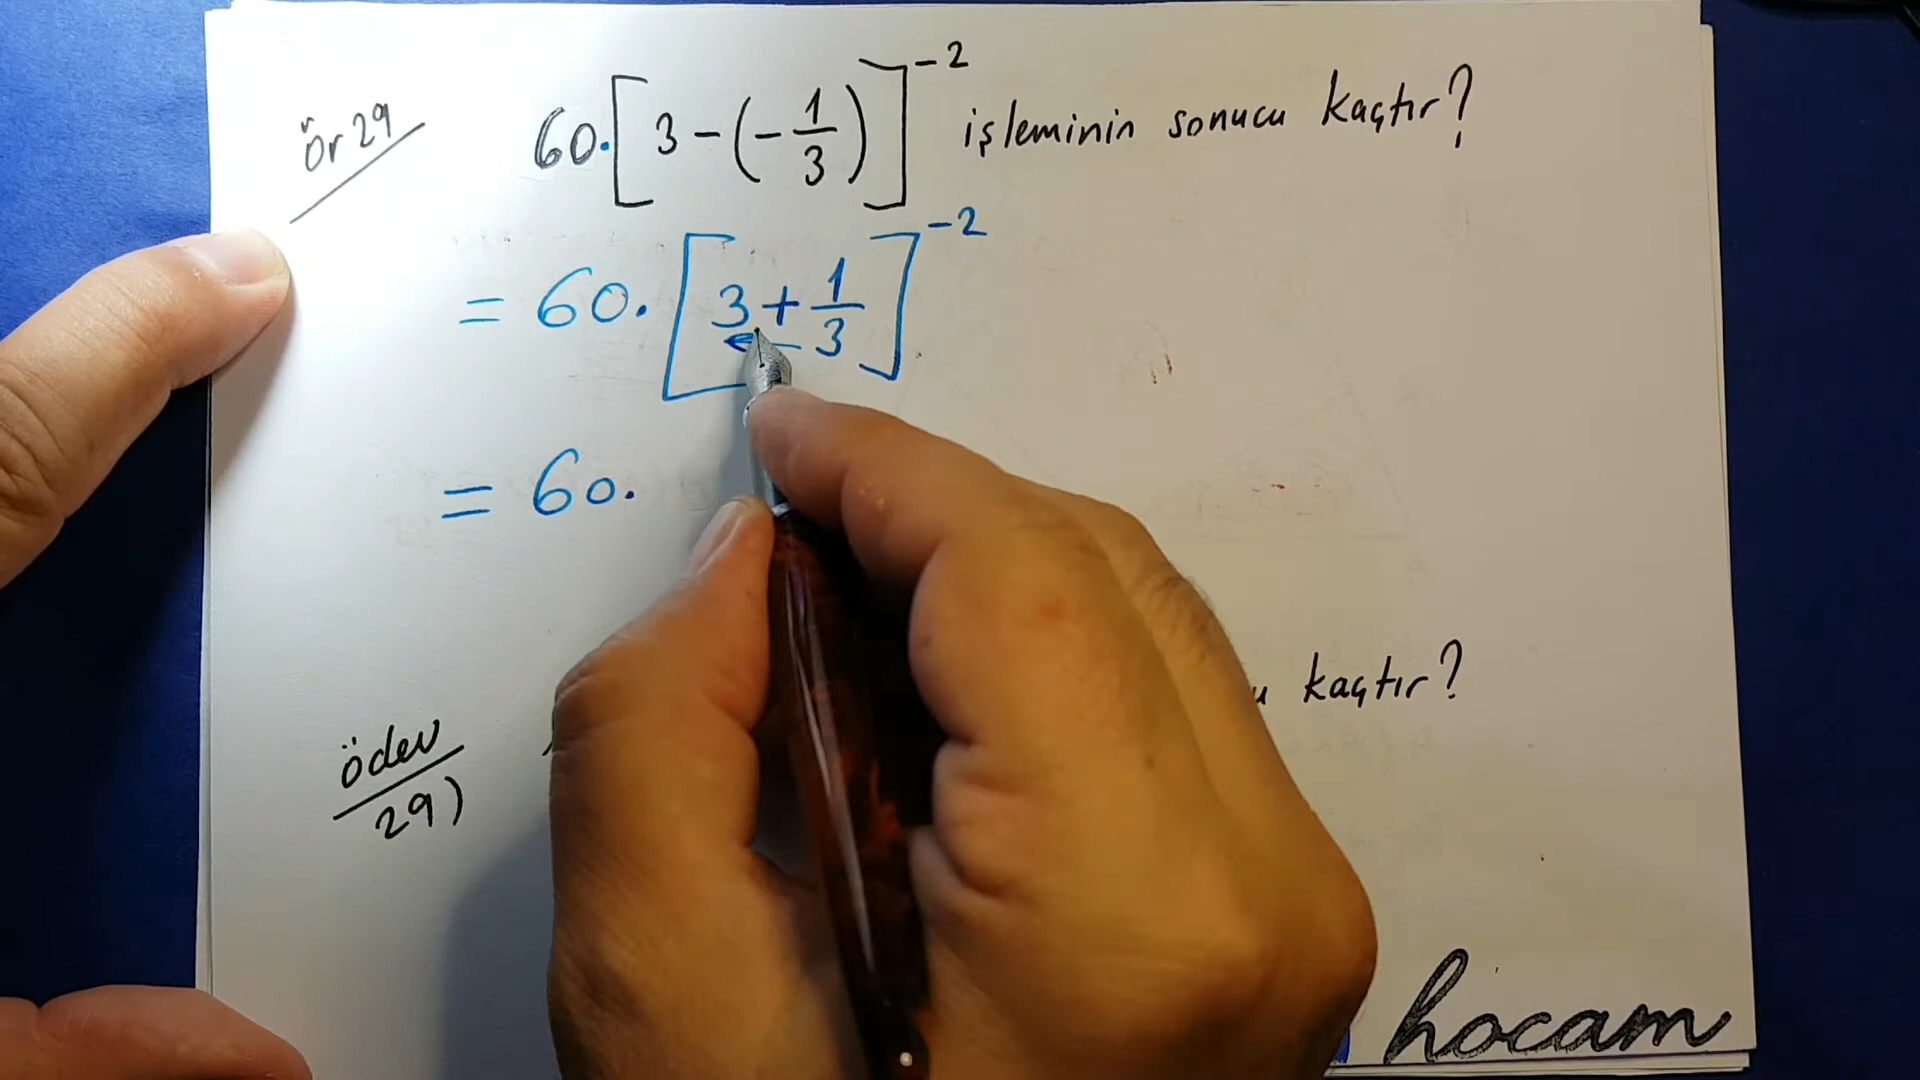 Ör 29 60.[3-(-1/3)]^-2 işleminin sonucu kaçtır?
= 60.[3+1/3]^-2
= 60.
ödev 29) kaçtır?
hocam